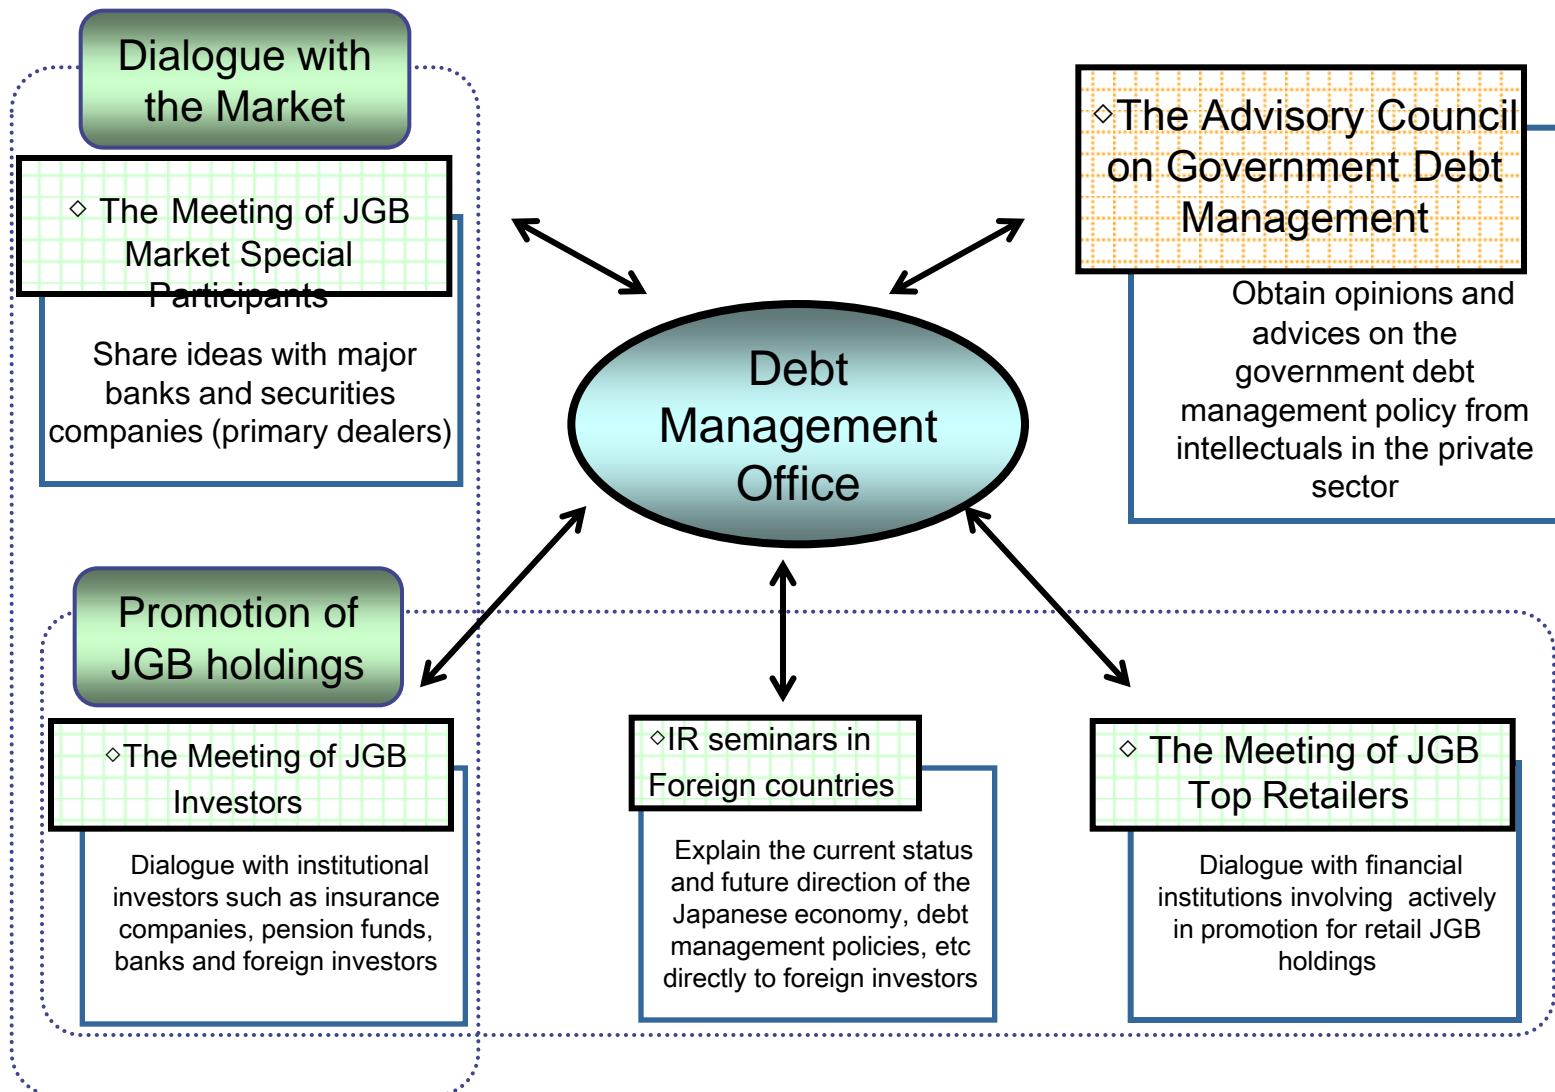 Dialogue with
the Market
◇ The Meeting of JGB
Market Special
Participants
Share ideas with major
banks and securities
companies (primary dealers)
◇The Advisory Council
on Government Debt
Management
Obtain opinions and
advices on the
government debt
management policy from
intellectuals in the private
sector
Debt
Management
Office
Promotion of
JGB holdings
◇The Meeting of JGB
Investors
Dialogue with institutional
investors such as insurance
companies, pension funds,
banks and foreign investors
◇IR seminars in
Foreign countries
Explain the current status
and future direction of the
Japanese economy, debt
management policies, etc
directly to foreign investors
◇ The Meeting of JGB
Top Retailers
Dialogue with financial
institutions involving actively
in promotion for retail JGB
holdings